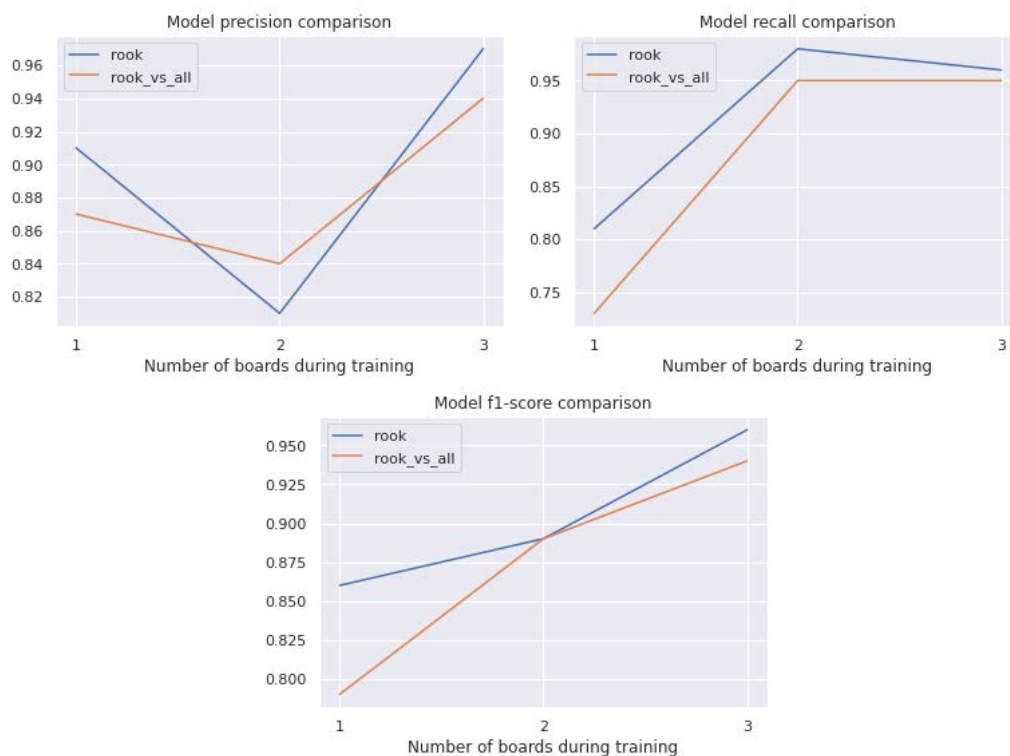 Model precision comparison
rook
rook_vs_all
0.96
0.94
0.92
0.90
0.88
0.86
0.84
0.82
1 2 3
Number of boards during training
Model recall comparison
rook
rook_vs_all
0.95
0.90
0.85
0.80
0.75
1 2 3
Number of boards during training
Model f1-score comparison
rook
rook_vs_all
0.950
0.925
0.900
0.875
0.850
0.825
0.800
1 2 3
Number of boards during training